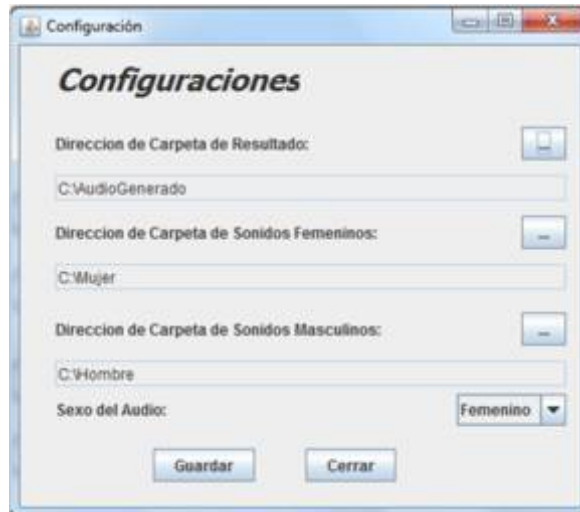 Configuración
Configuraciones
Direccion de Carpeta de Resultado:
C:\AudioGenerado
Direccion de Carpeta de Sonidos Femeninos:
...
C:\Mujer
Direccion de Carpeta de Sonidos Masculinos:
...
C:\Hombre
Sexo del Audio:
Femenino
Guardar Cerrar